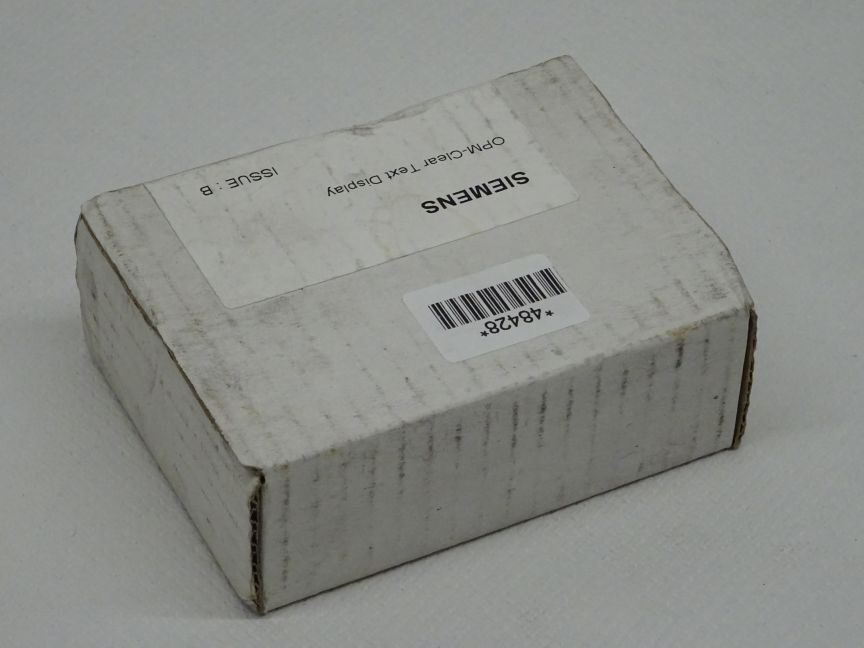 SIEMENS
OPM-Clear Text Display
ISSUE : B
*48428*